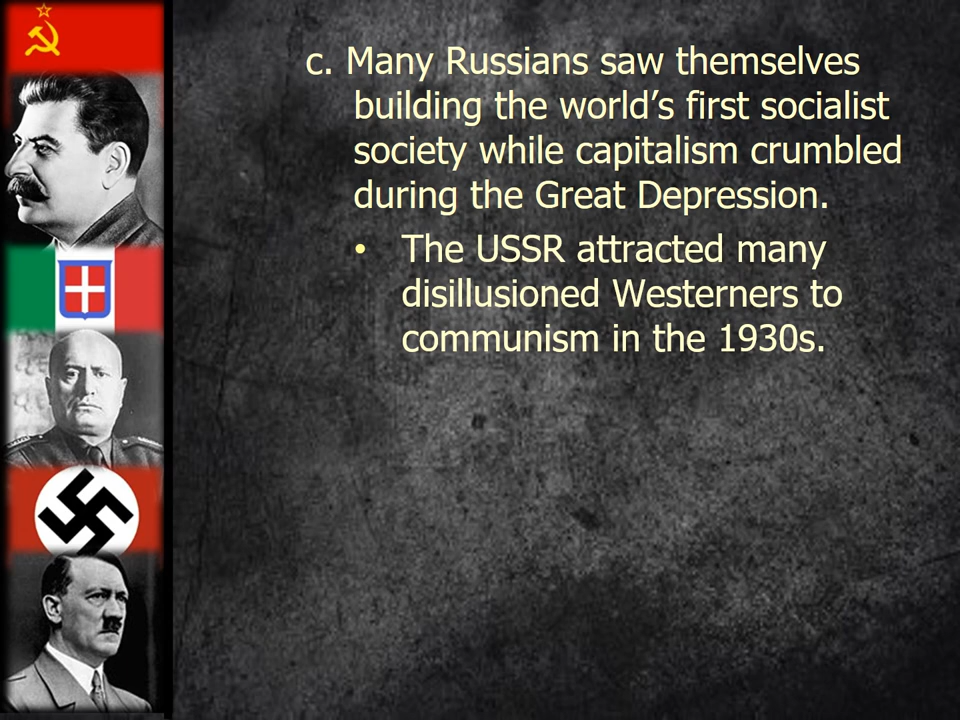 c. Many Russians saw themselves
building the world’s first socialist
society while capitalism crumbled
during the Great Depression.
• The USSR attracted many
disillusioned Westerners to
communism in the 1930s.